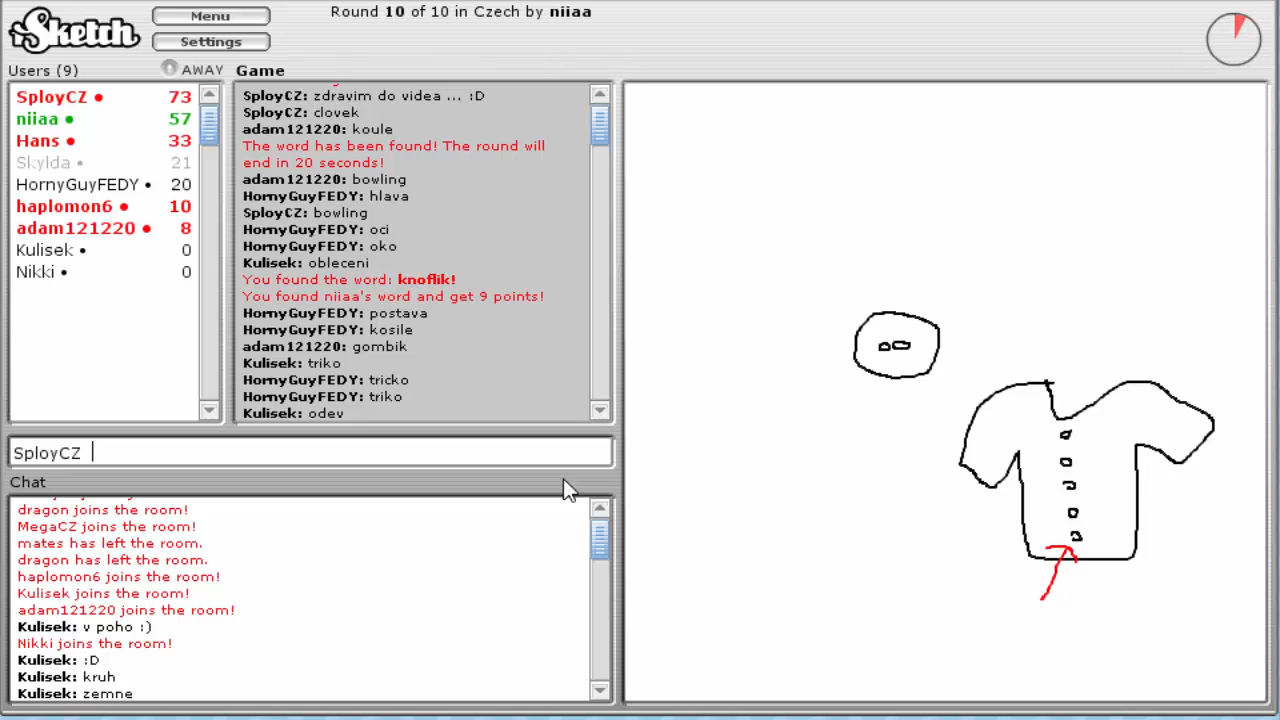 iSketch
Menu
Settings
Round 10 of 10 in Czech by niiaa
Users (9)
AWAY
SployCZ • 73
niiaa • 57
Hans • 33
Skylda • 21
HornyGuyFEDY • 20
haplomon6 • 10
adam121220 • 8
Kulisek • 0
Nikki • 0
Game
SployCZ: zdravim do videa ... :D
SployCZ: clovek
adam121220: koule
The word has been found! The round will
end in 20 seconds!
adam121220: bowling
HornyGuyFEDY: hlava
SployCZ: bowling
HornyGuyFEDY: oci
HornyGuyFEDY: oko
Kulisek: obleceni
You found the word: knoflik!
You found niiaa's word and get 9 points!
HornyGuyFEDY: postava
HornyGuyFEDY: kosile
adam121220: gombik
Kulisek: triko
HornyGuyFEDY: tricko
HornyGuyFEDY: triko
Kulisek: odev
SployCZ
Chat
dragon joins the room!
MegaCZ joins the room!
mates has left the room.
dragon has left the room.
haplomon6 joins the room!
Kulisek joins the room!
adam121220 joins the room!
Kulisek: v poho :)
Nikki joins the room!
Kulisek: :D
Kulisek: kruh
Kulisek: zemne